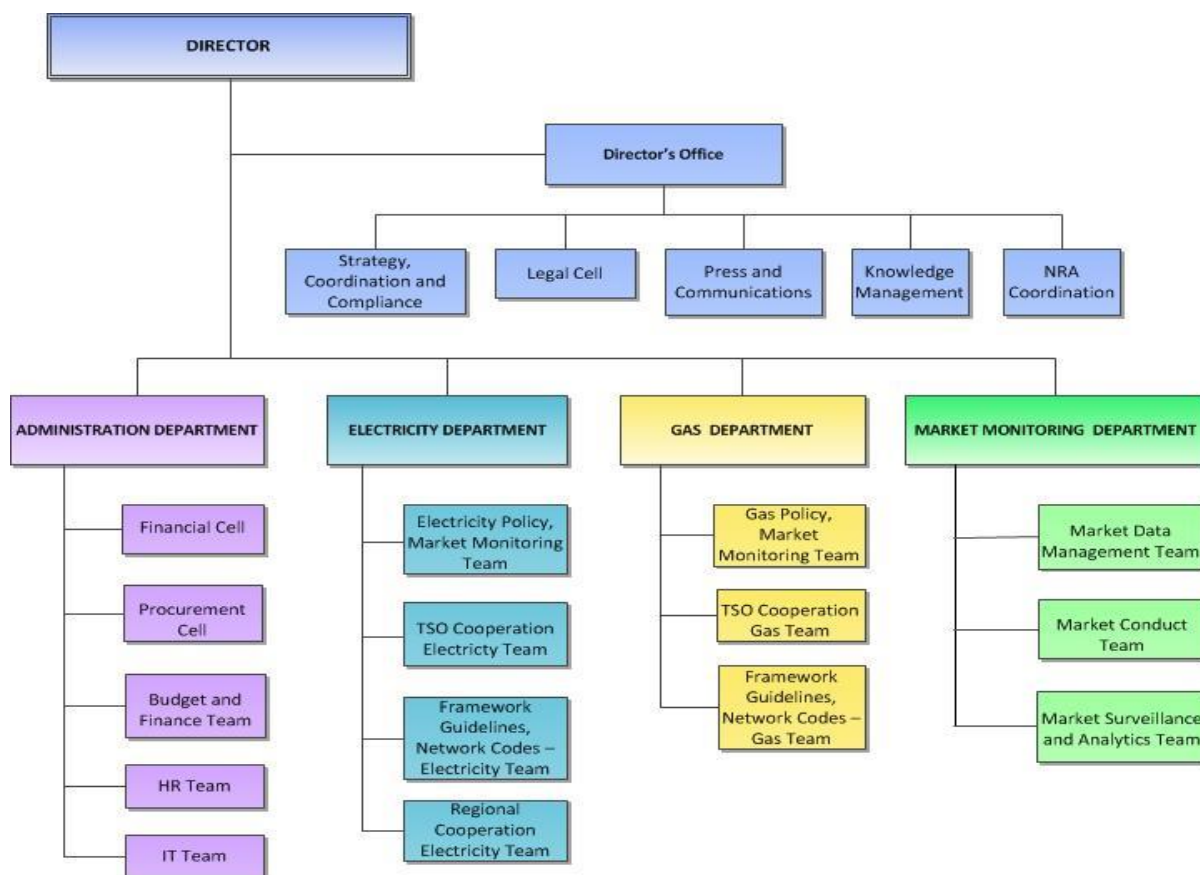 DIRECTOR
Director's Office
Strategy,
Coordination and
Compliance
Legal Cell
Press and
Communications
Knowledge
Management
NRA
Coordination
ADMINISTRATION DEPARTMENT
Financial Cell
Procurement
Cell
Budget and
Finance Team
HR Team
IT Team
ELECTRICITY DEPARTMENT
Electricity Policy,
Market Monitoring
Team
TSO Cooperation
Electricty Team
Framework
Guidelines,
Network Codes –
Electricity Team
Regional
Cooperation
Electricity Team
GAS DEPARTMENT
Gas Policy,
Market
Monitoring Team
TSO Cooperation
Gas Team
Framework
Guidelines,
Network Codes –
Gas Team
MARKET MONITORING DEPARTMENT
Market Data
Management Team
Market Conduct
Team
Market Surveillance
and Analytics Team